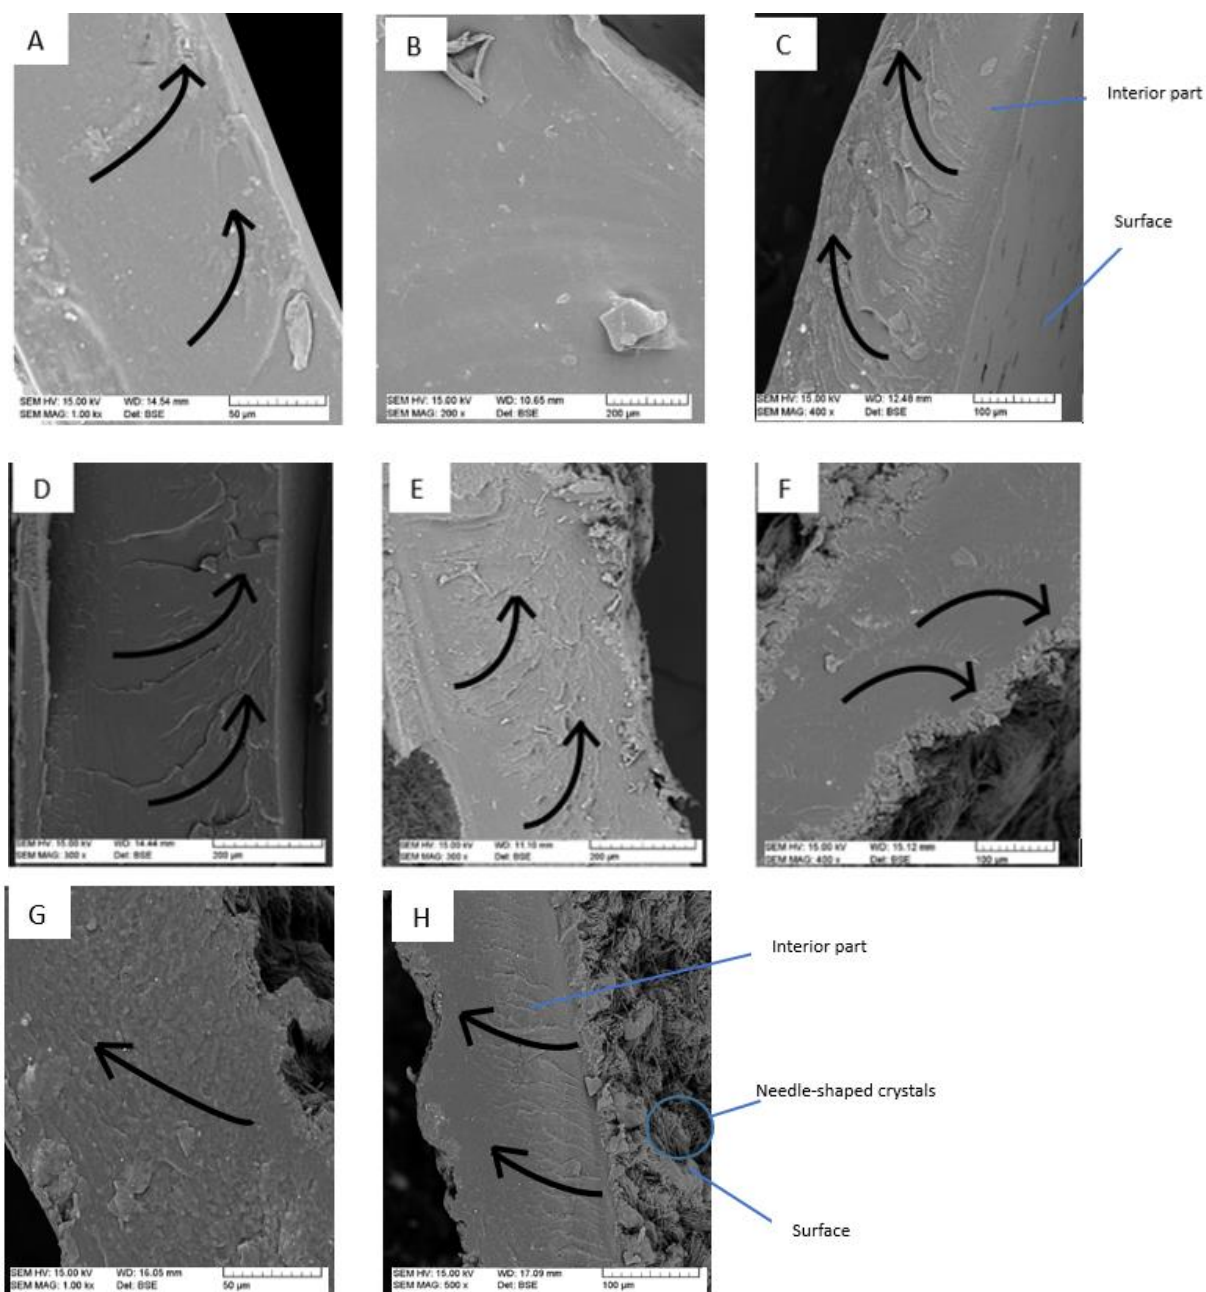 A
B
C
Interior part
Surface
SEM HV: 15.00 kV WD: 14.54 mm
SEM MAG: 1.00 kx Det: BSE 50 µm
SEM HV: 15.00 kV WD: 10.65 mm
SEM MAG: 200 x Det: BSE 200 µm
SEM HV: 15.00 kV WD: 12.48 mm
SEM MAG: 400 x Det: BSE 100 µm
D
E
F
SEM HV: 15.00 kV WD: 14.44 mm
SEM MAG: 300 x Det: BSE 200 µm
SEM HV: 15.00 kV WD: 11.10 mm
SEM MAG: 300 x Det: BSE 200 µm
SEM HV: 15.00 kV WD: 15.12 mm
SEM MAG: 400 x Det: BSE 100 µm
G
H
Interior part
Needle-shaped crystals
Surface
SEM HV: 15.00 kV WD: 16.05 mm
SEM MAG: 1.00 kx Det: BSE 50 µm
SEM HV: 15.00 kV WD: 17.09 mm
SEM MAG: 500 x Det: BSE 100 µm